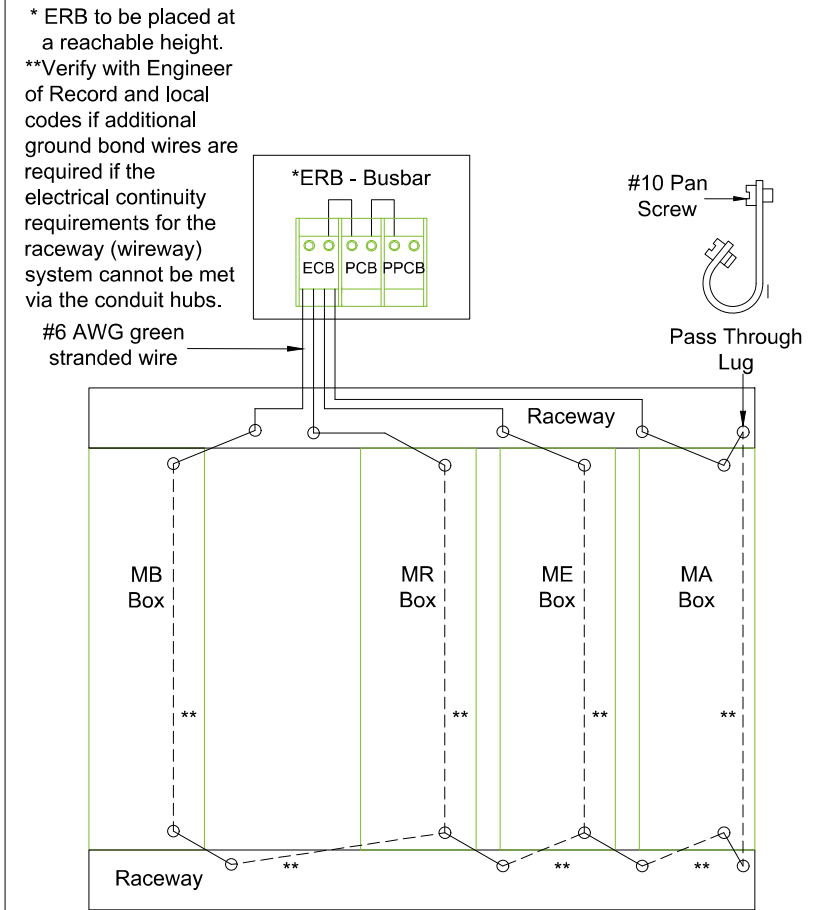 * ERB to be placed at
a reachable height.
**Verify with Engineer
of Record and local
codes if additional
ground bond wires are
required if the
electrical continuity
requirements for the
raceway (wireway)
system cannot be met
via the conduit hubs.
#6 AWG green
stranded wire
*ERB - Busbar
ECB PCB PPCB
#10 Pan
Screw
Pass Through
Lug
Raceway
MB
Box
MR
Box
ME
Box
MA
Box
** ** ** **
** ** **
Raceway